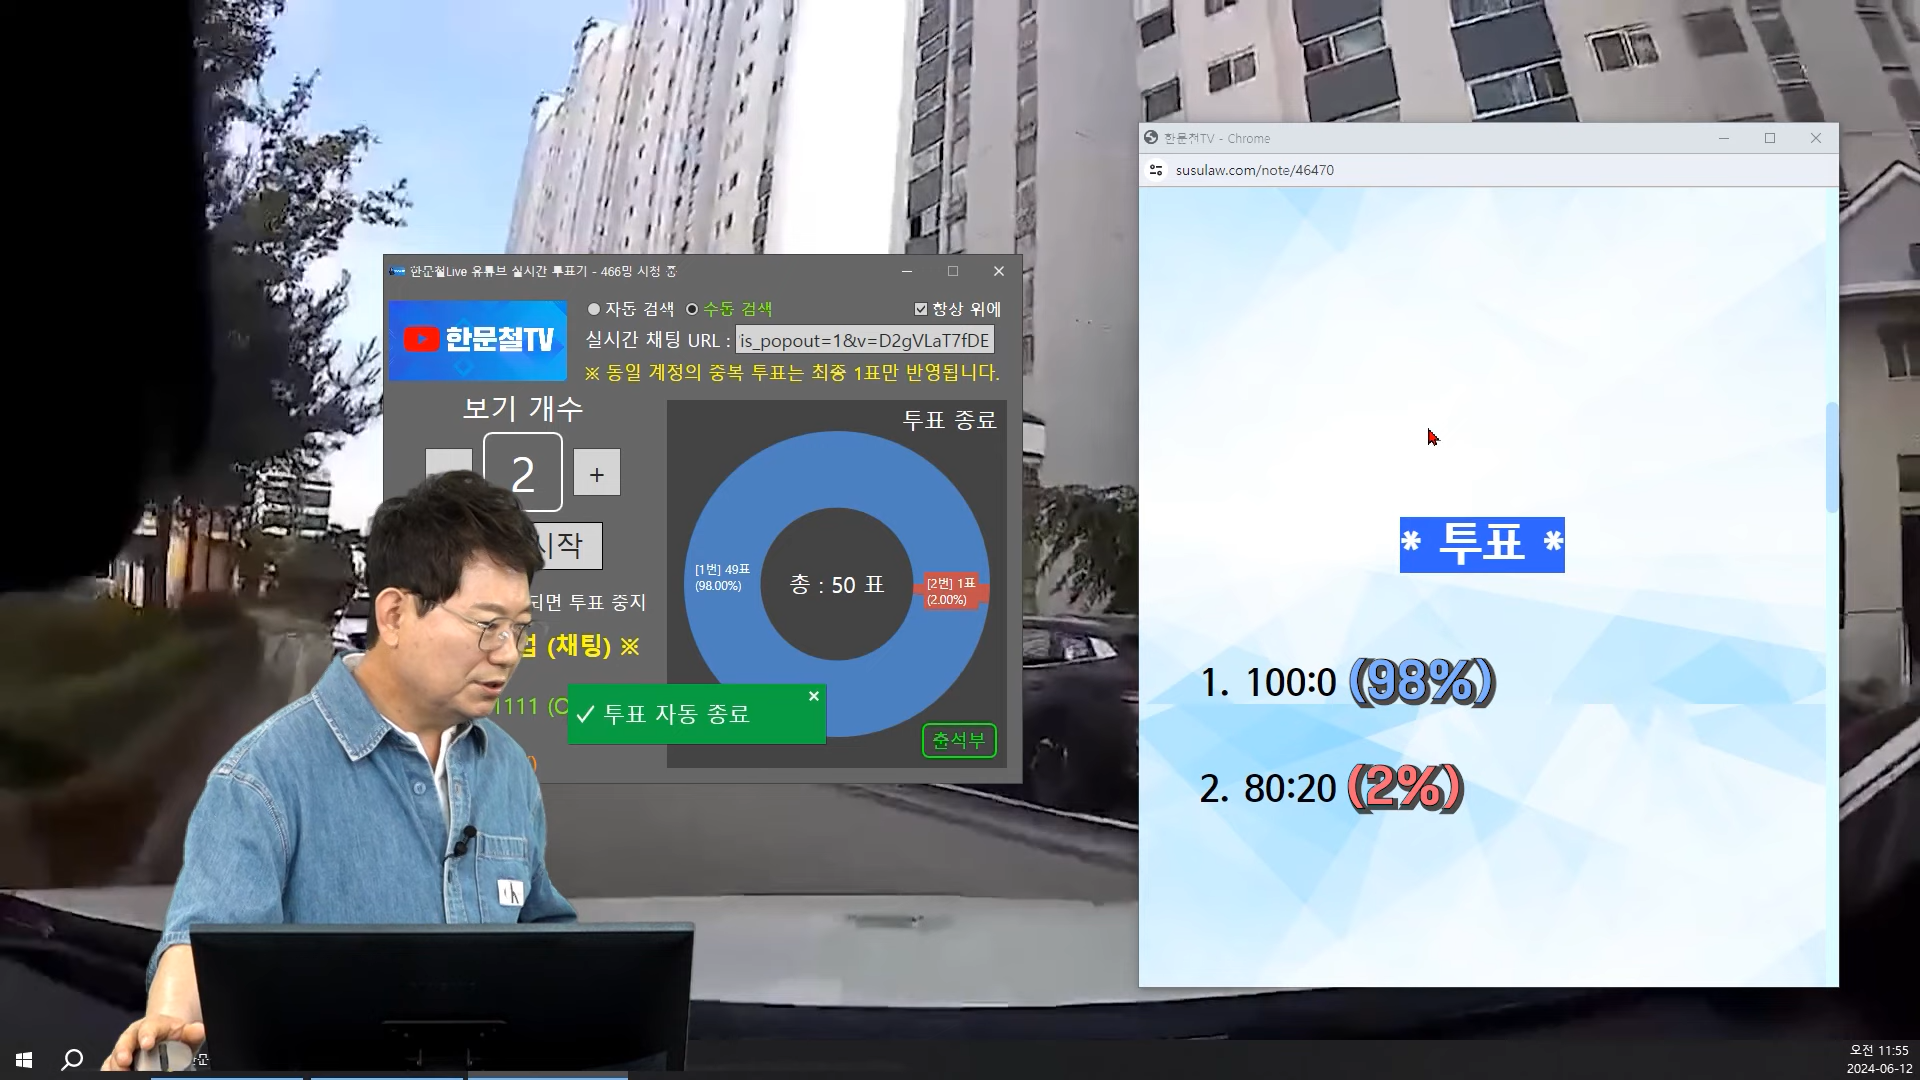 한문철Live 유튜브 실시간 투표기 - 466명 시청 중
한문철TV
자동 검색
수동 검색
항상 위에
실시간 채팅 URL :
is_popout=1&v=D2gVLaT7fDE
※ 동일 계정의 중복 투표는 최종 1표만 반영됩니다.
보기 개수
2
+
시작
되면 투표 중지
(채팅) ※
1111
투표 종료
[1번] 49표
(98.00%)
총 : 50 표
[2번] 1표
(2.00%)
출석부
✓ 투표 자동 종료
한문철TV - Chrome
susulaw.com/note/46470
* 투표 *
1. 100:0 (98%)
2. 80:20 (2%)
오전 11:55
2024-06-12